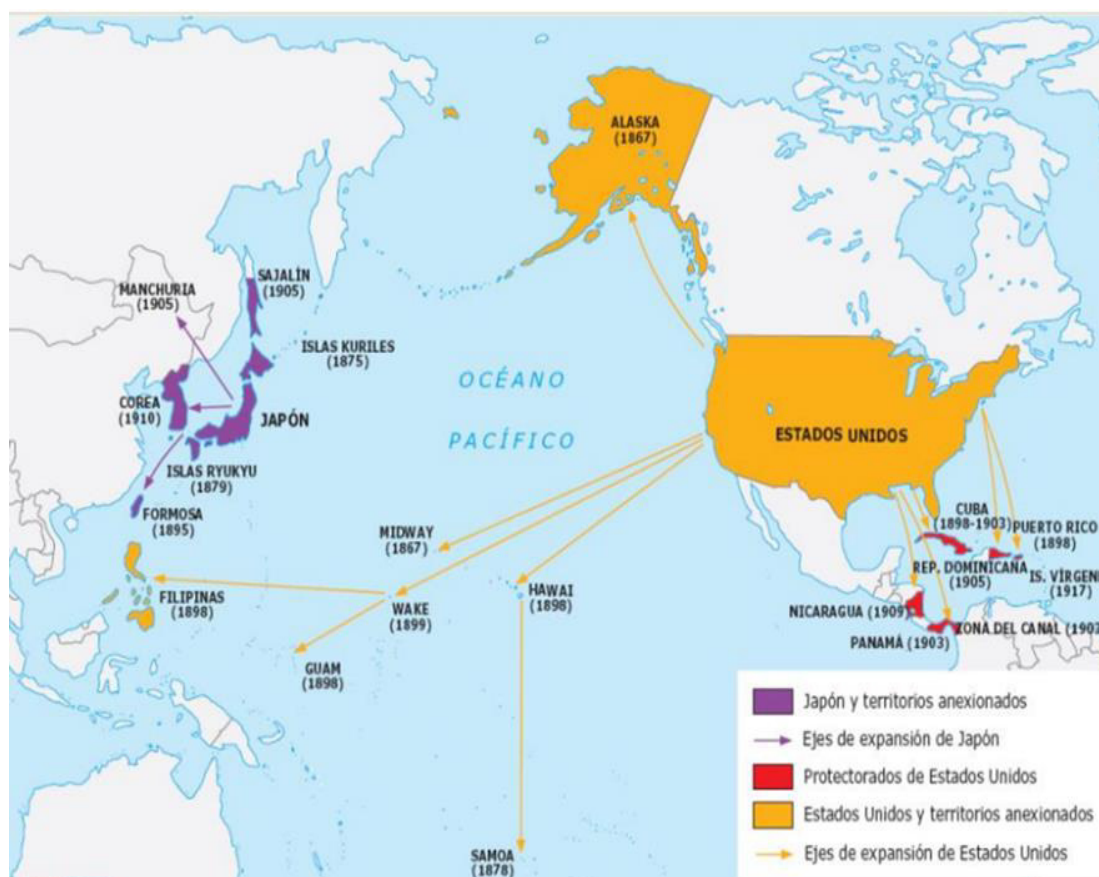 ALASKA
(1867)
SAJALÍN
(1905)
MANCHURIA
(1905)
ISLAS KURILES
(1875)
OCÉANO
PACÍFICO
COREA
(1910)
JAPÓN
ESTADOS UNIDOS
ISLAS RYUKYU
(1879)
FORMOSA
(1895)
CUBA
(1898-1903)
PUERTO RICO
(1898)
MIDWAY
(1867)
REP. DOMINICANA
(1905)
IS. VÍRGENE
(1917)
FILIPINAS
(1898)
WAKE
(1899)
HAWAI
(1898)
NICARAGUA (1909)
PANAMÁ (1903)
ZONA DEL CANAL (1903
GUAM
(1898)
SAMOA
(1878)
Japón y territorios anexionados
Ejes de expansión de Japón
Protectorados de Estados Unidos
Estados Unidos y territorios anexionados
Ejes de expansión de Estados Unidos